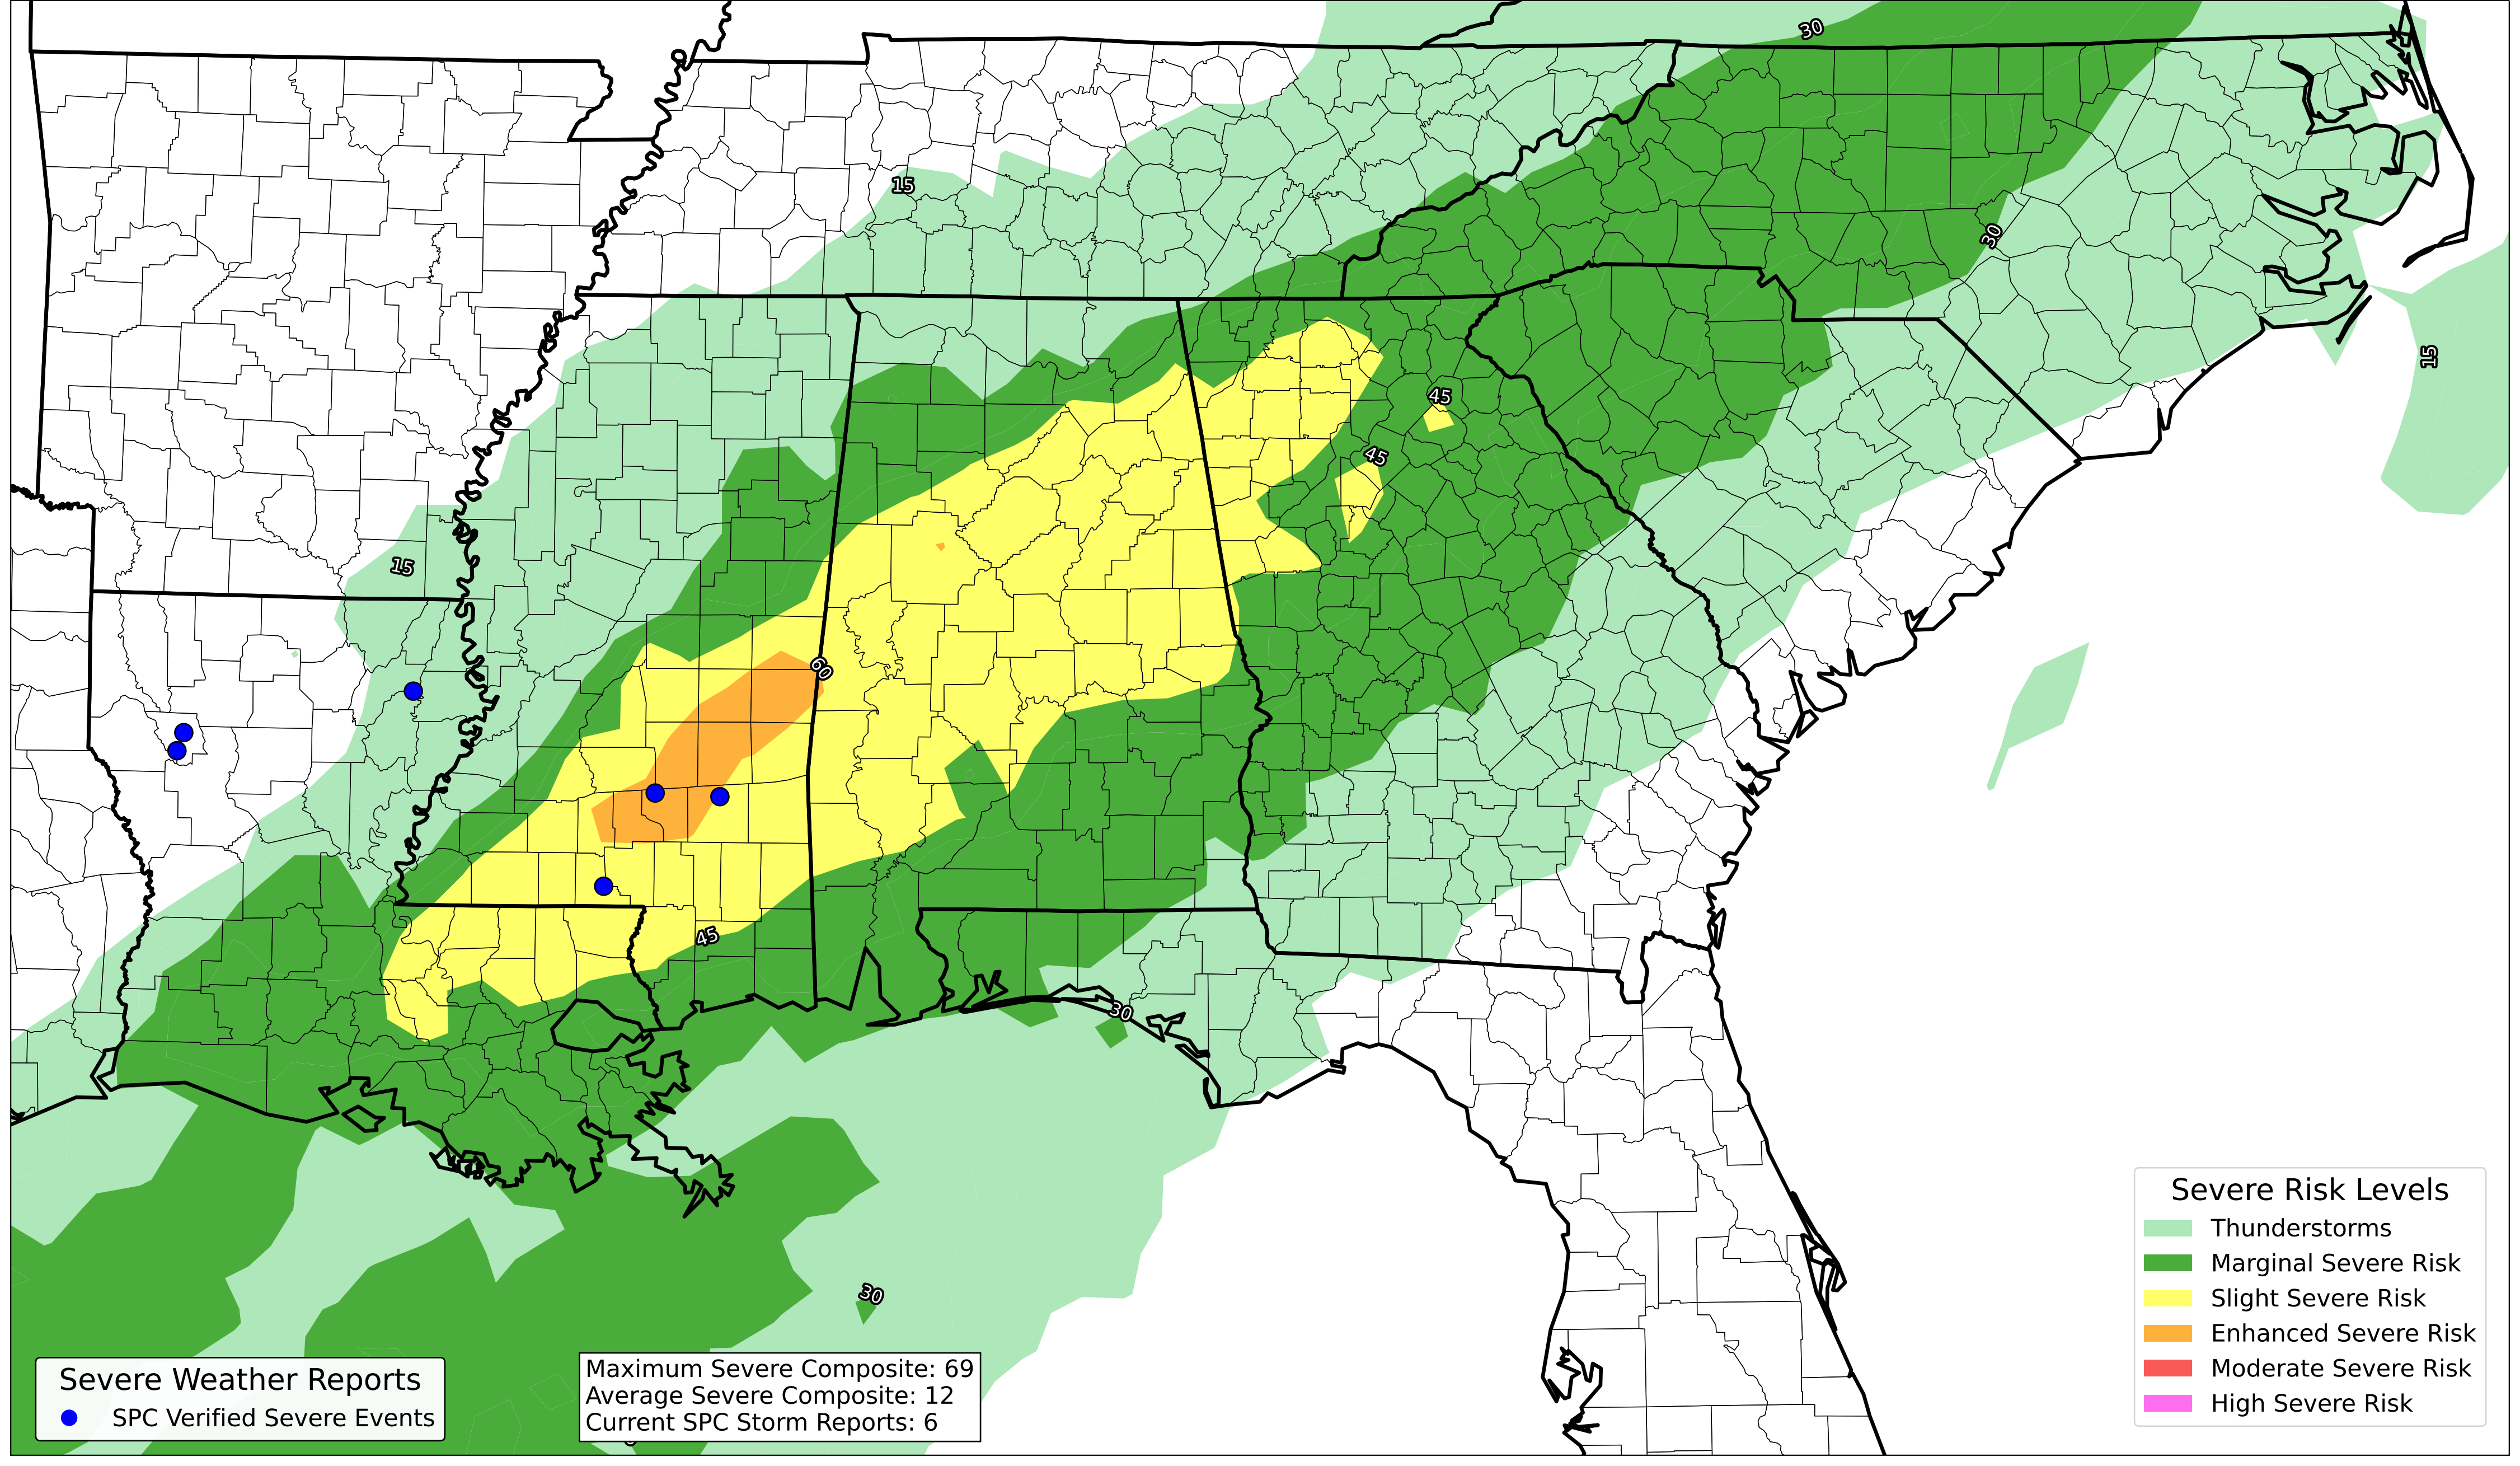 30
15
30
15
45
45
15
60
45
30
30
Severe Risk Levels
Thunderstorms
Marginal Severe Risk
Slight Severe Risk
Enhanced Severe Risk
Moderate Severe Risk
High Severe Risk
Severe Weather Reports
SPC Verified Severe Events
Maximum Severe Composite: 69
Average Severe Composite: 12
Current SPC Storm Reports: 6